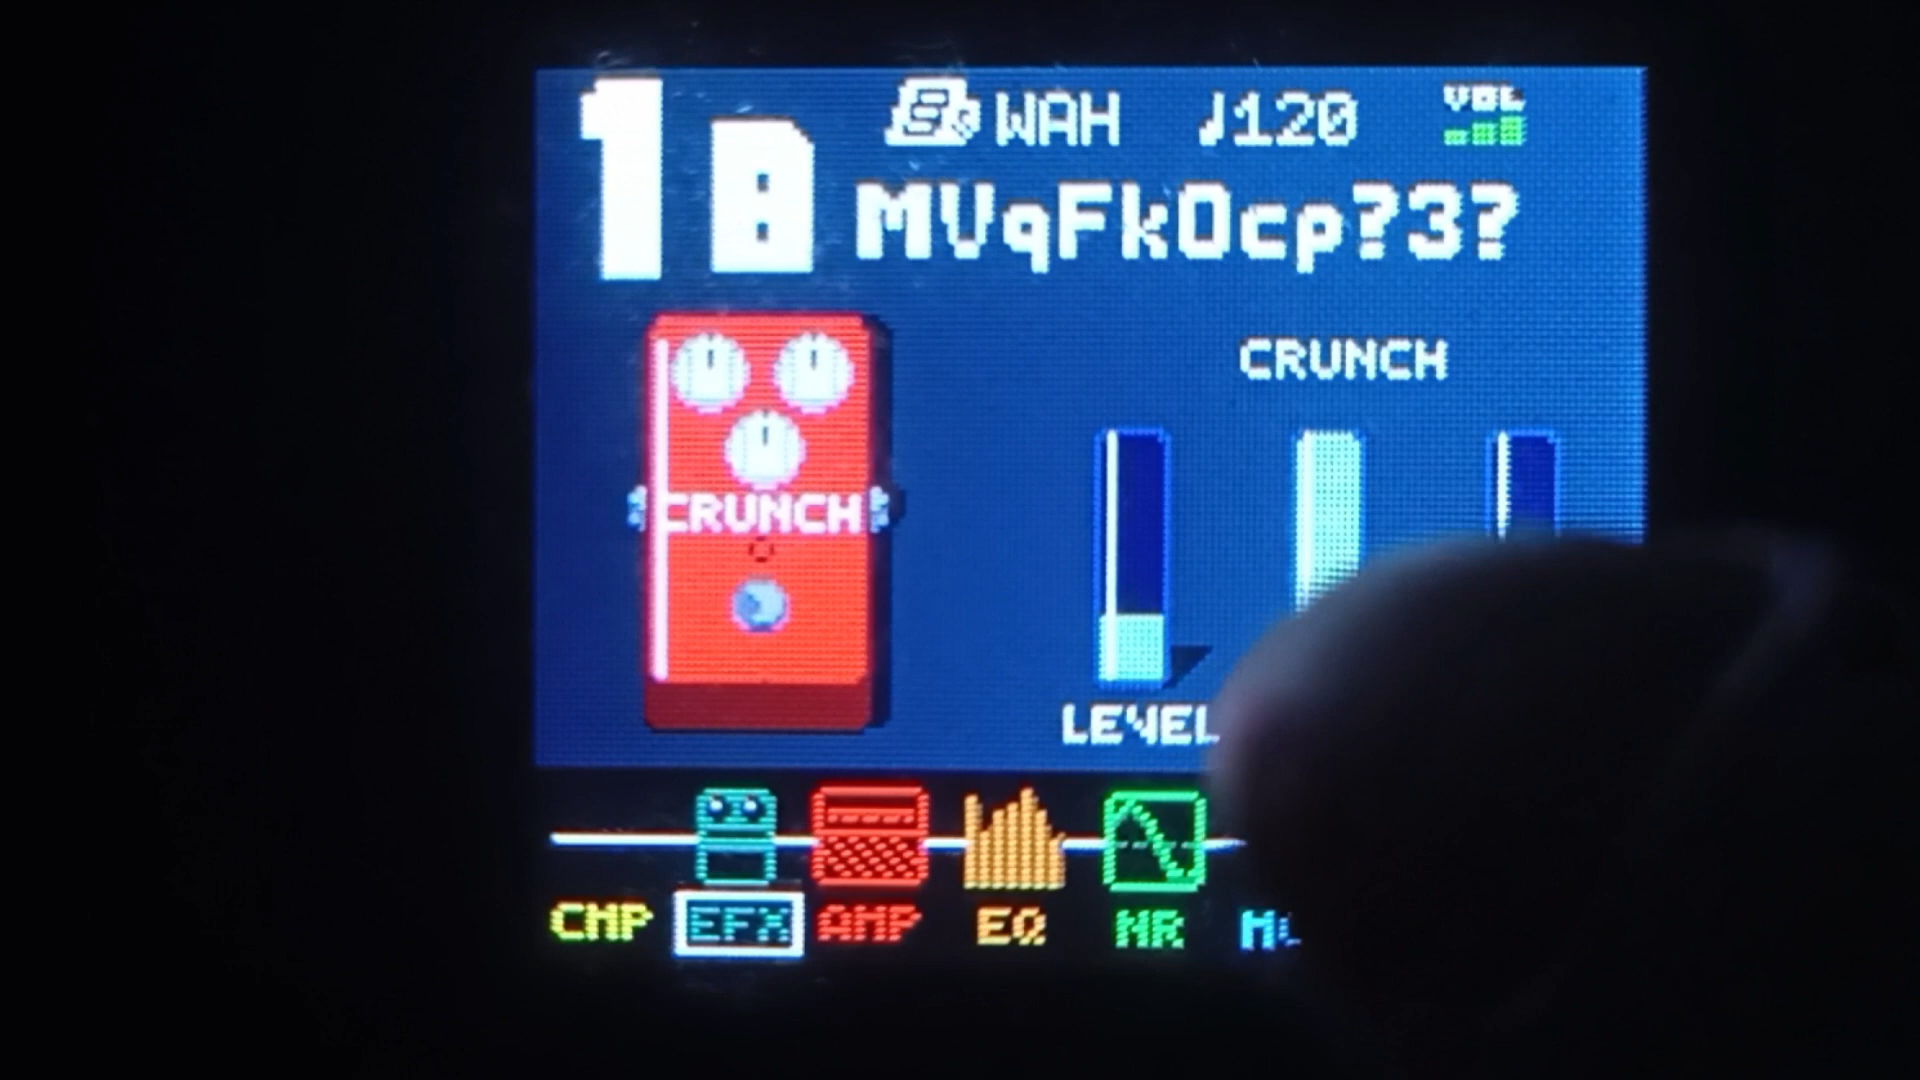 1B WAH ♩120 VOL
MVqFkOcp?3?
CRUNCH
CRUNCH
LEVEL
CMP EFX AMP EQ NR